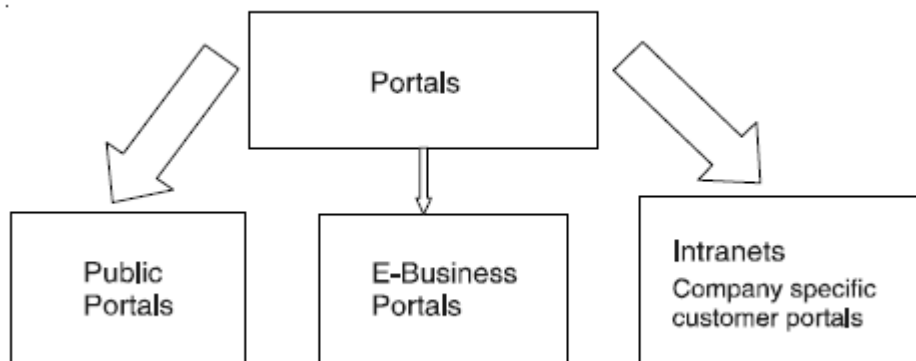 Portals
Public
Portals
E-Business
Portals
Intranets
Company specific
customer portals